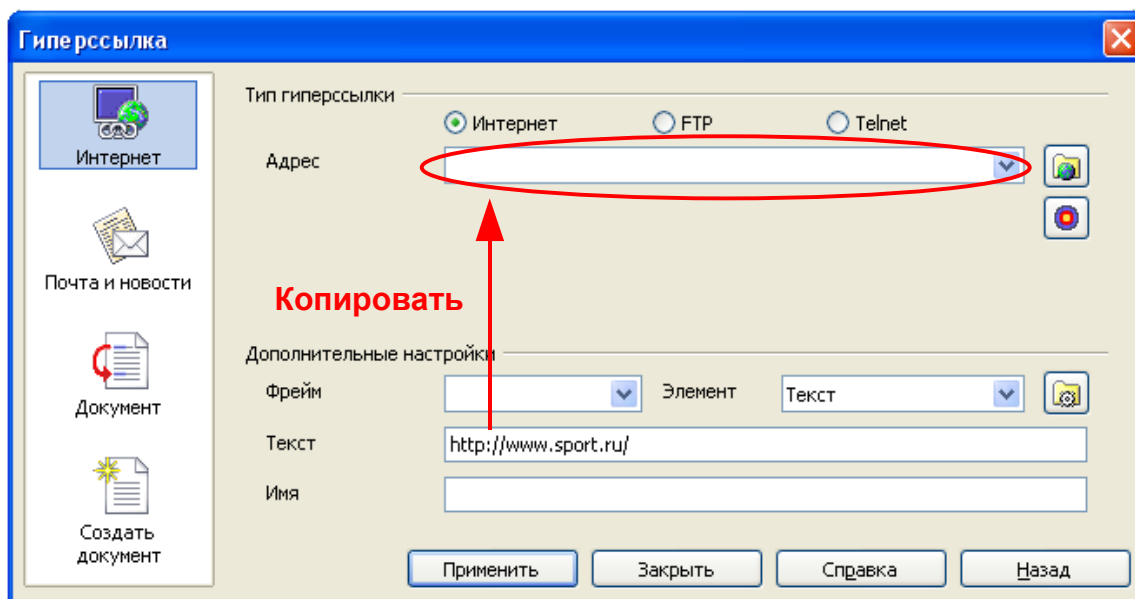 Гиперссылка
Интернет
Почта и новости
Документ
Создать
документ
Тип гиперссылки
Интернет FTP Telnet
Адрес
Копировать
Дополнительные настройки
Фрейм Элемент Текст
Текст http://www.sport.ru/
Имя
Применить Закрыть Справка Назад